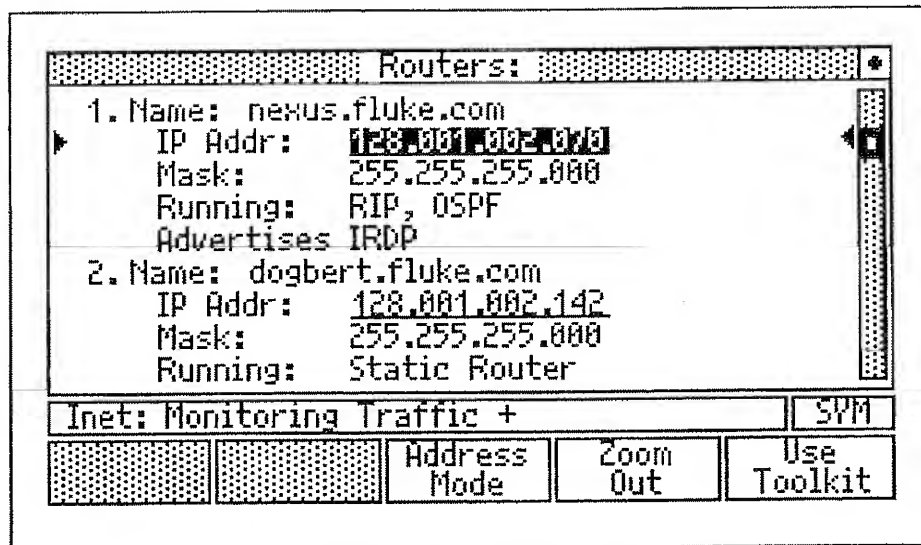 Routers:
1. Name: nexus.fluke.com
IP Addr: 128.001.002.070
Mask: 255.255.255.000
Running: RIP, OSPF
Advertises IRDP
2. Name: dogbert.fluke.com
IP Addr: 128.001.002.142
Mask: 255.255.255.000
Running: Static Router
Inet: Monitoring Traffic +
SYM
Address Mode
Zoom Out
Use Toolkit